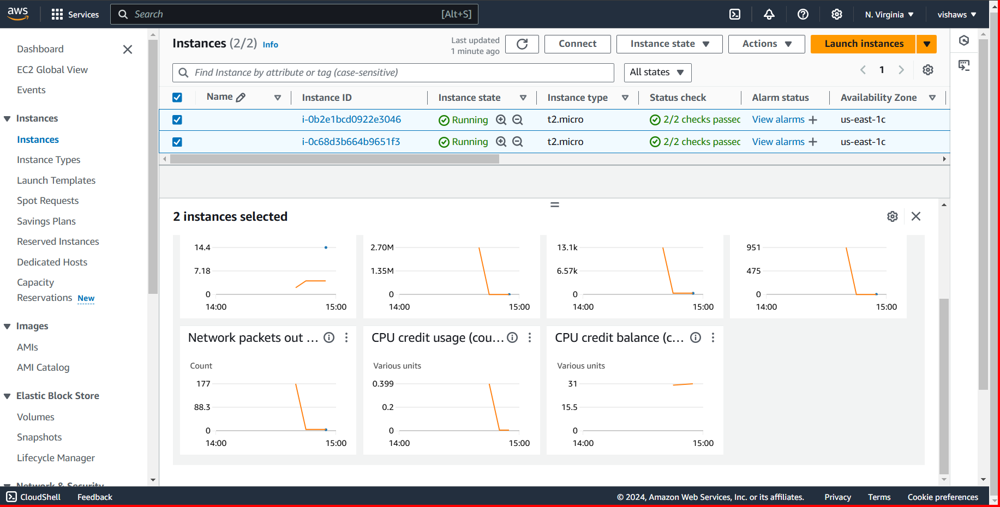 aws
Services
Search [Alt+S]
N. Virginia
vishaws
Dashboard
EC2 Global View
Events
Instances
Instances
Instance Types
Launch Templates
Spot Requests
Savings Plans
Reserved Instances
Dedicated Hosts
Capacity
Reservations New
Images
AMIs
AMI Catalog
Elastic Block Store
Volumes
Snapshots
Lifecycle Manager
Network & Security
Instances (2/2) Info
Last updated
1 minute ago
Connect
Instance state
Actions
Launch instances
Find Instance by attribute or tag (case-sensitive)
All states
1
Name Instance ID Instance state Instance type Status check Alarm status Availability Zone
i-0b2e1bcd0922e3046 Running t2.micro 2/2 checks passec View alarms us-east-1c
i-0c68d3b664b9651f3 Running t2.micro 2/2 checks passec View alarms us-east-1c
2 instances selected
14.4
7.18
0
14:00 15:00
2.70M
1.35M
0
14:00 15:00
13.1k
6.57k
0
14:00 15:00
951
475
0
14:00 15:00
Network packets out ...
Count
177
88.3
0
14:00 15:00
CPU credit usage (cou...
Various units
0.399
0.2
0
14:00 15:00
CPU credit balance (c...
Various units
31
15.5
0
14:00 15:00
CloudShell Feedback © 2024, Amazon Web Services, Inc. or its affiliates. Privacy Terms Cookie preferences